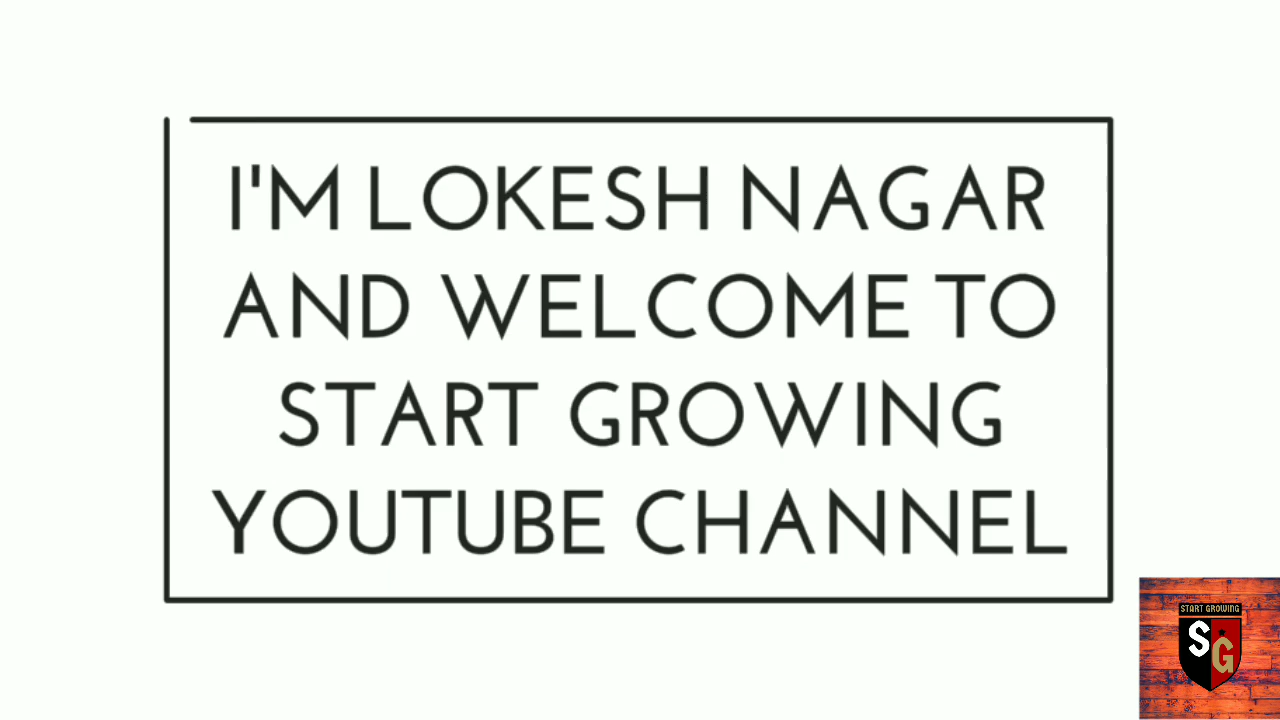 I'M LOKESH NAGAR
AND WELCOME TO
START GROWING
YOUTUBE CHANNEL
START GROWING
SG